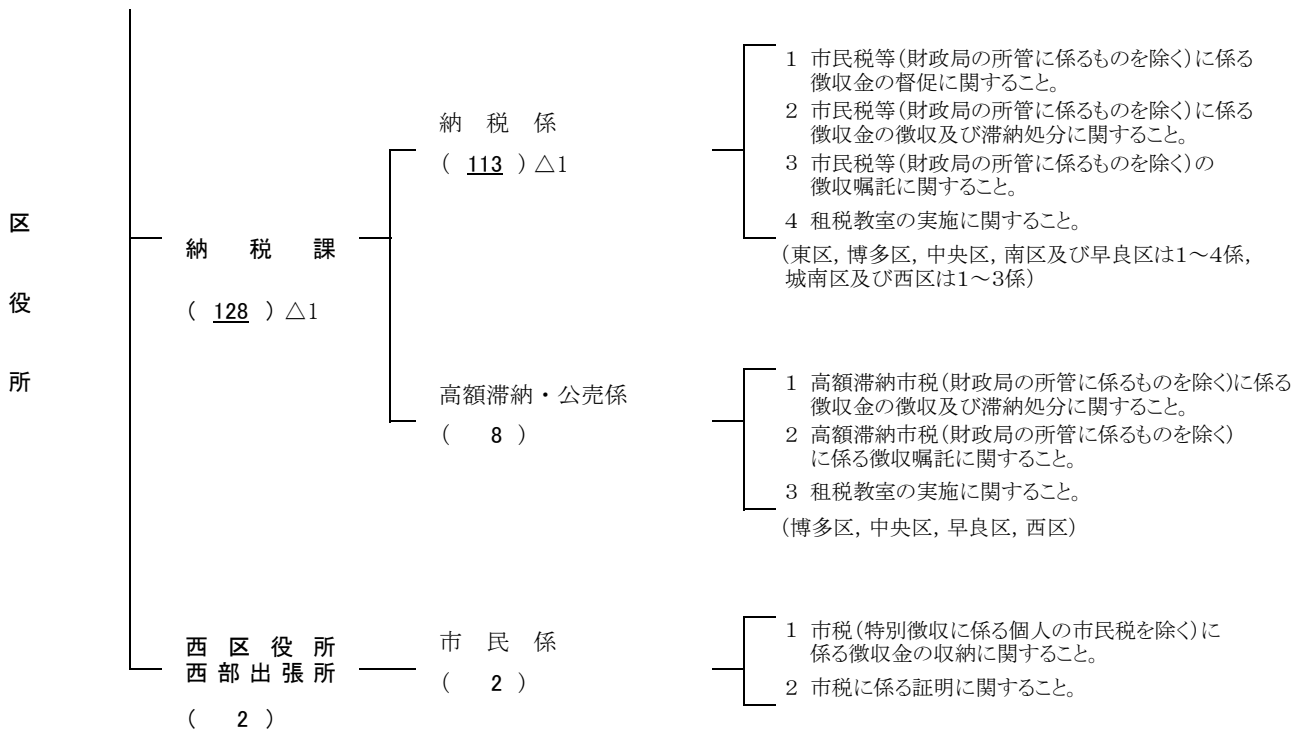 区
役
所
納 税 課
( 128 ) △1
納 税 係
( 113 ) △1
1 市民税等(財政局の所管に係るものを除く)に係る
徴収金の督促に関すること。
2 市民税等(財政局の所管に係るものを除く)に係る
徴収金の徴収及び滞納処分に関すること。
3 市民税等(財政局の所管に係るものを除く)の
徴収嘱託に関すること。
4 租税教室の実施に関すること。
(東区, 博多区, 中央区, 南区及び早良区は1~4係,
城南区及び西区は1~3係)
高額滞納・公売係
( 8 )
1 高額滞納市税(財政局の所管に係るものを除く)に係る
徴収金の徴収及び滞納処分に関すること。
2 高額滞納市税(財政局の所管に係るものを除く)
に係る徴収嘱託に関すること。
3 租税教室の実施に関すること。
(博多区, 中央区, 早良区, 西区)
西 区 役 所
西 部 出 張 所
( 2 )
市 民 係
( 2 )
1 市税(特別徴収に係る個人の市民税を除く)に
係る徴収金の収納に関すること。
2 市税に係る証明に関すること。